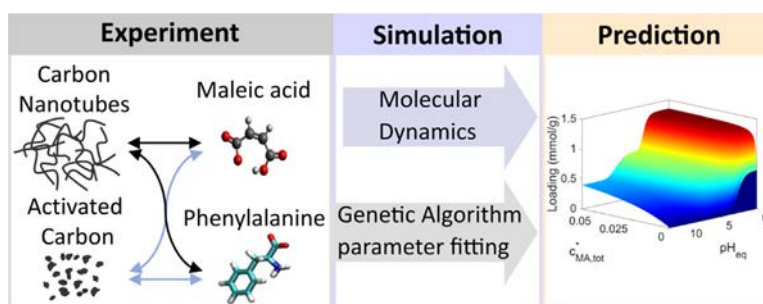 Experiment
Carbon
Nanotubes
Maleic acid
Activated
Carbon
Phenylalanine
Simulation
Molecular
Dynamics
Genetic Algorithm
parameter fitting
Prediction
Loading (mmol/g)
1.5
1
0.5
0
0.05
0.025
0
c*MA,tot
10
5
pHeq